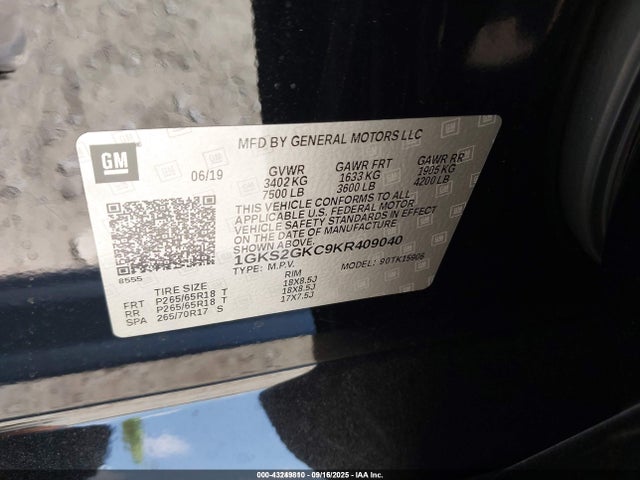 GM
MFD BY GENERAL MOTORS LLC
06/19
GVWR GAWR FRT GAWR RR
3402 KG 1633 KG 1905 KG
7500 LB 3600 LB 4200 LB
THIS VEHICLE CONFORMS TO ALL
APPLICABLE U.S. FEDERAL MOTOR
VEHICLE SAFETY STANDARDS IN EFFECT
ON THE DATE OF MANUFACTURE
SHOWN ABOVE.
1GKS2GKC9KR409040
TYPE: M.P.V. MODEL: 90TK15906
8555
TIRE SIZE RIM
FRT P265/65R18 T 18X8.5J
RR P265/65R18 T 18X8.5J
SPA 265/70R17 S 17X7.5J
000-43249810 - 09/16/2025 - IAA Inc.